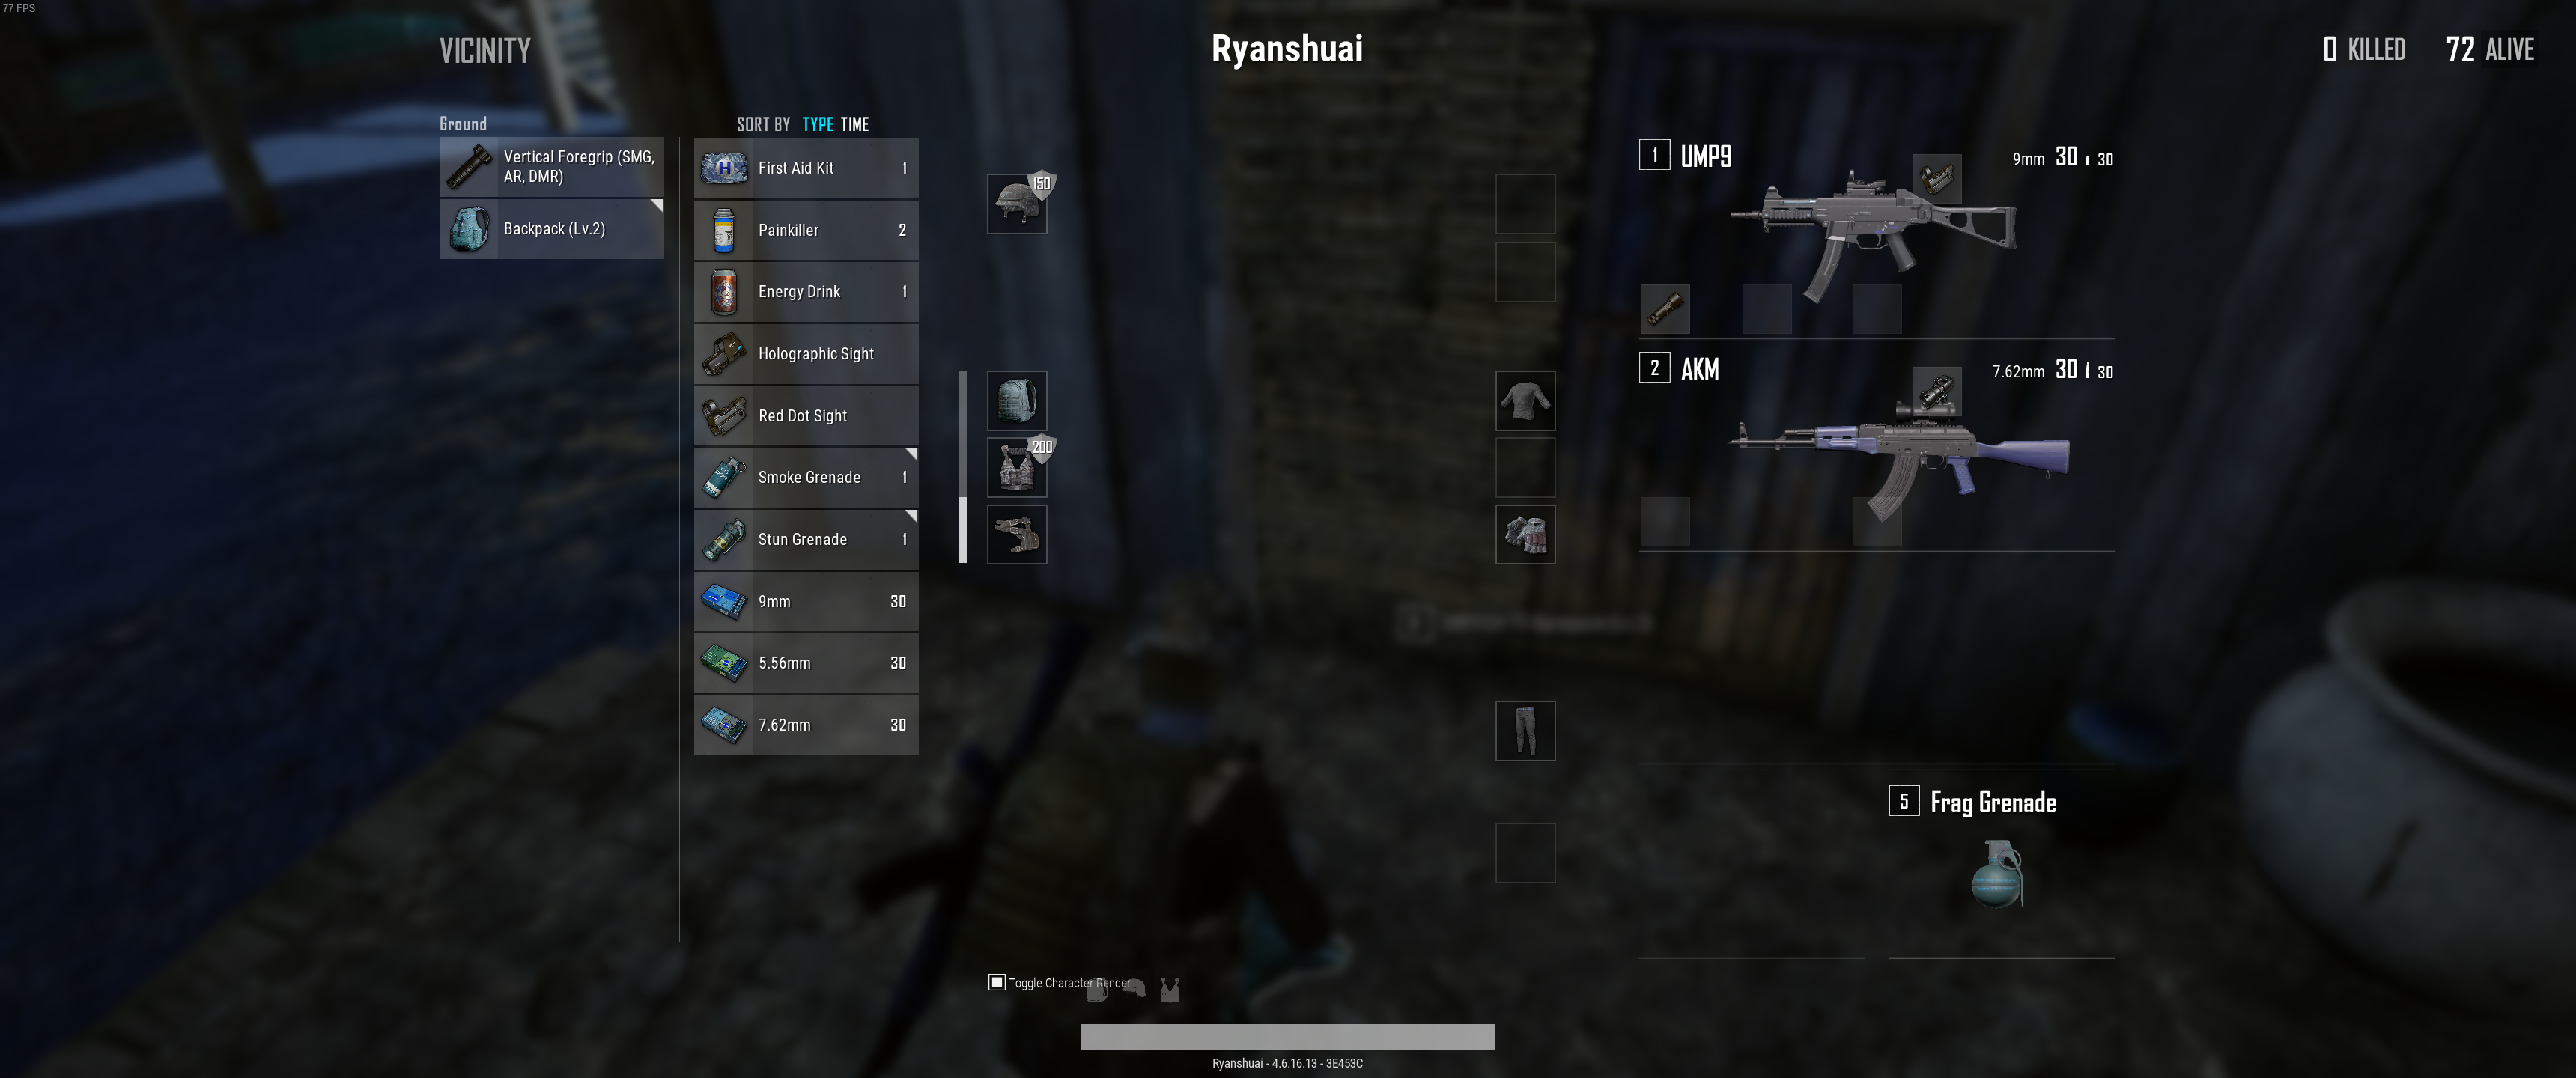 77 FPS
VICINITY
Ryanshuai
0 KILLED 72 ALIVE
Ground
SORT BY TYPE TIME
Vertical Foregrip (SMG,
AR, DMR)
Backpack (Lv.2)
First Aid Kit 1
Painkiller 2
Energy Drink 1
Holographic Sight
Red Dot Sight
Smoke Grenade 1
Stun Grenade 1
9mm 30
5.56mm 30
7.62mm 30
150
200
1 UMP9 9mm 30 30
2 AKM 7.62mm 30 30
5 Frag Grenade
Toggle Character Render
Ryanshuai - 4.6.16.13 - 3E453C